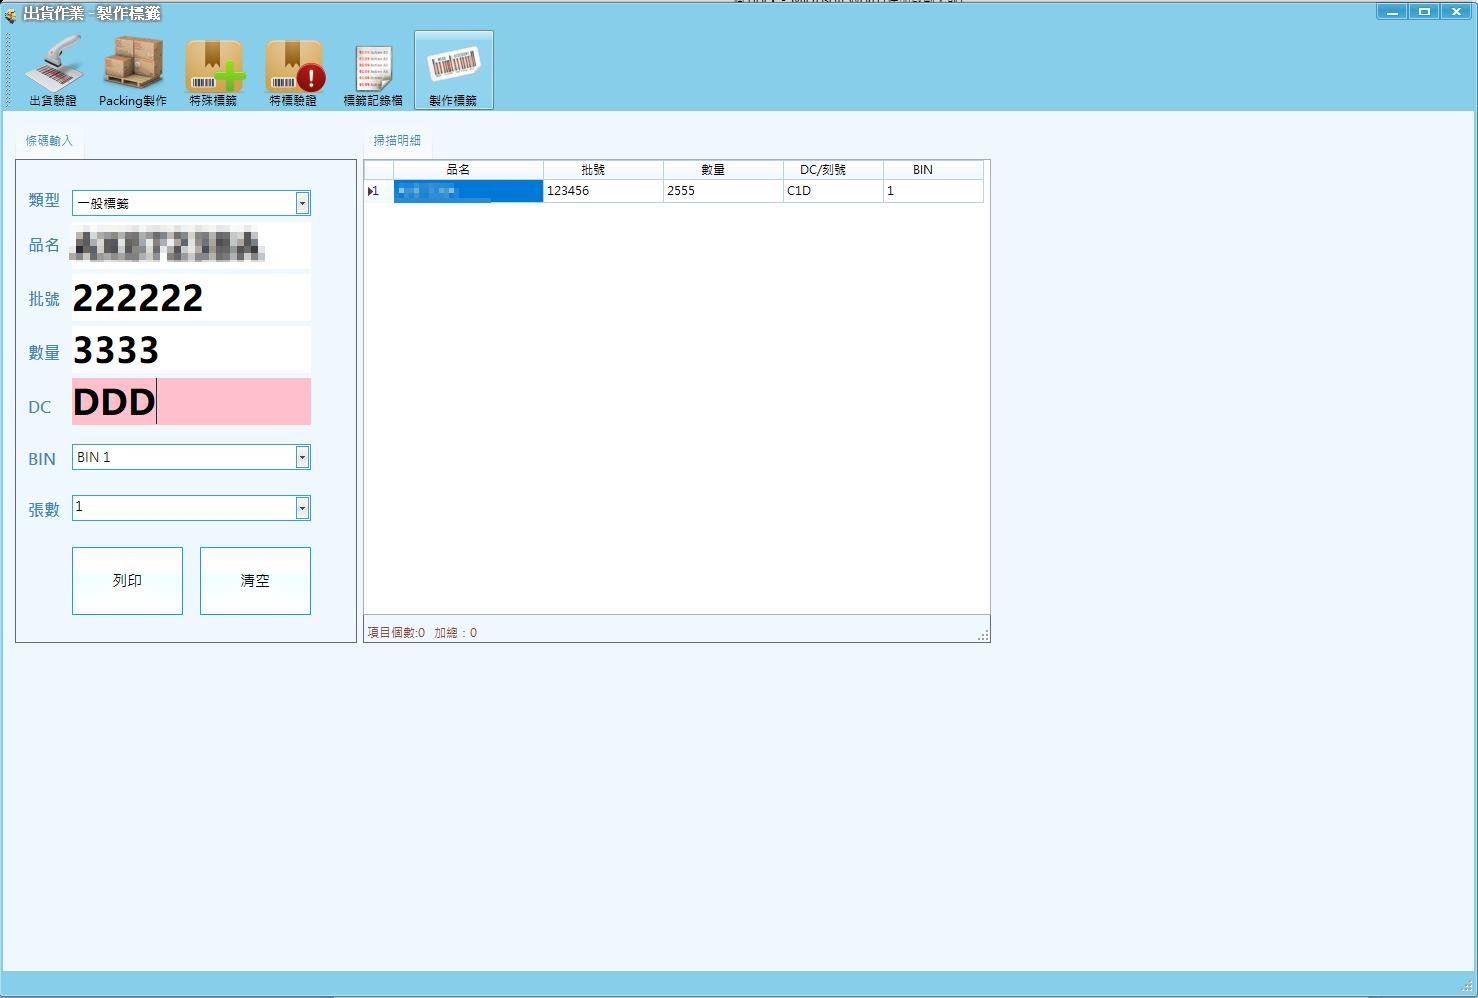 出貨作業 - 製作標籤
出貨驗證
Packing製作
特殊標籤
特標驗證
標籤記錄檔
製作標籤
條碼輸入
類型
一般標籤
品名
批號
222222
數量
3333
DC
DDD
BIN
BIN 1
張數
1
列印
清空
掃描明細
品名 批號 數量 DC/刻號 BIN
1 123456 2555 C1D 1
項目個數:0 加總：0